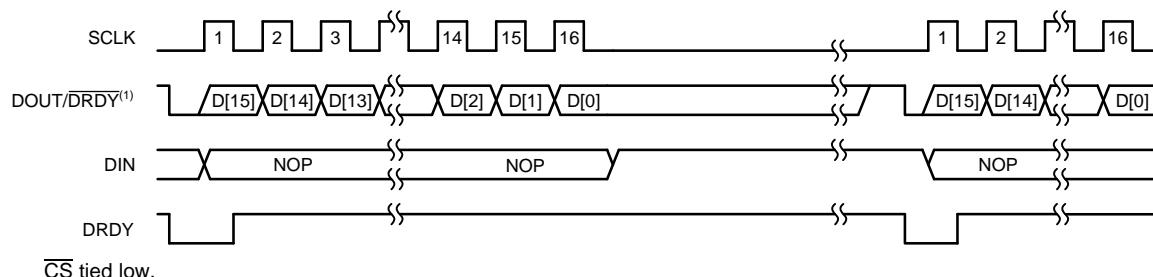 SCLK 1 2 3 14 15 16 1 2 16
DOUT/DRDY(1) D[15] D[14] D[13] D[2] D[1] D[0] D[15] D[14] D[0]
DIN NOP NOP NOP
DRDY
CS tied low.